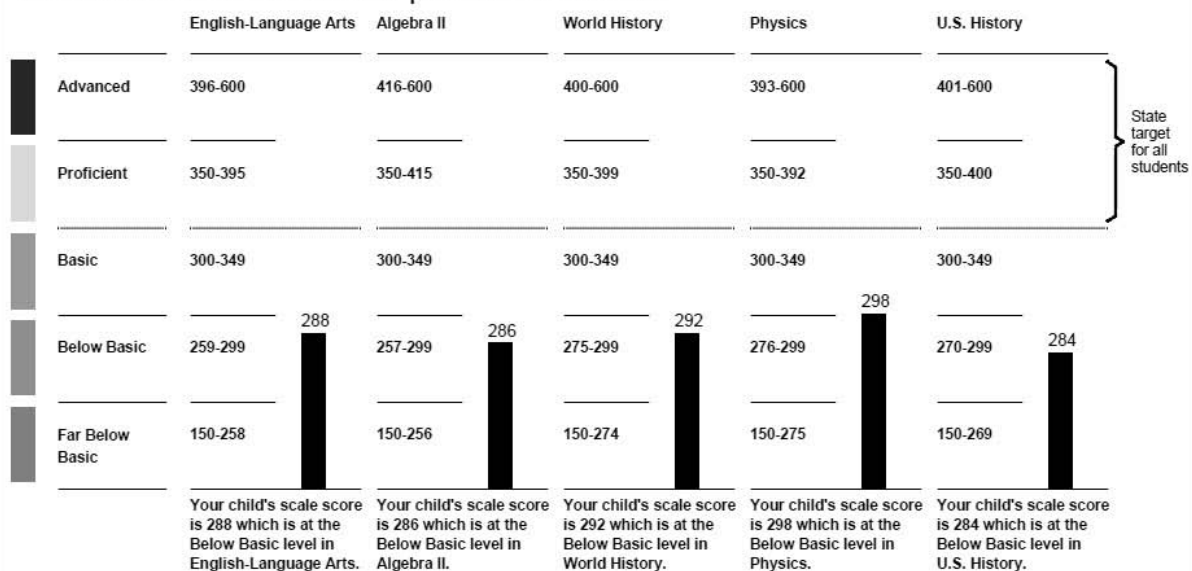 English-Language Arts Algebra II World History Physics U.S. History
Advanced 396-600 416-600 400-600 393-600 401-600
State
target
for all
students
Proficient 350-395 350-415 350-399 350-392 350-400
Basic 300-349 300-349 300-349 300-349 300-349
288 286 292 298 284
Below Basic 259-299 257-299 275-299 276-299 270-299
Far Below
Basic 150-258 150-256 150-274 150-275 150-269
Your child's scale score
is 288 which is at the
Below Basic level in
English-Language Arts.
Your child's scale score
is 286 which is at the
Below Basic level in
Algebra II.
Your child's scale score
is 292 which is at the
Below Basic level in
World History.
Your child's scale score
is 298 which is at the
Below Basic level in
Physics.
Your child's scale score
is 284 which is at the
Below Basic level in
U.S. History.